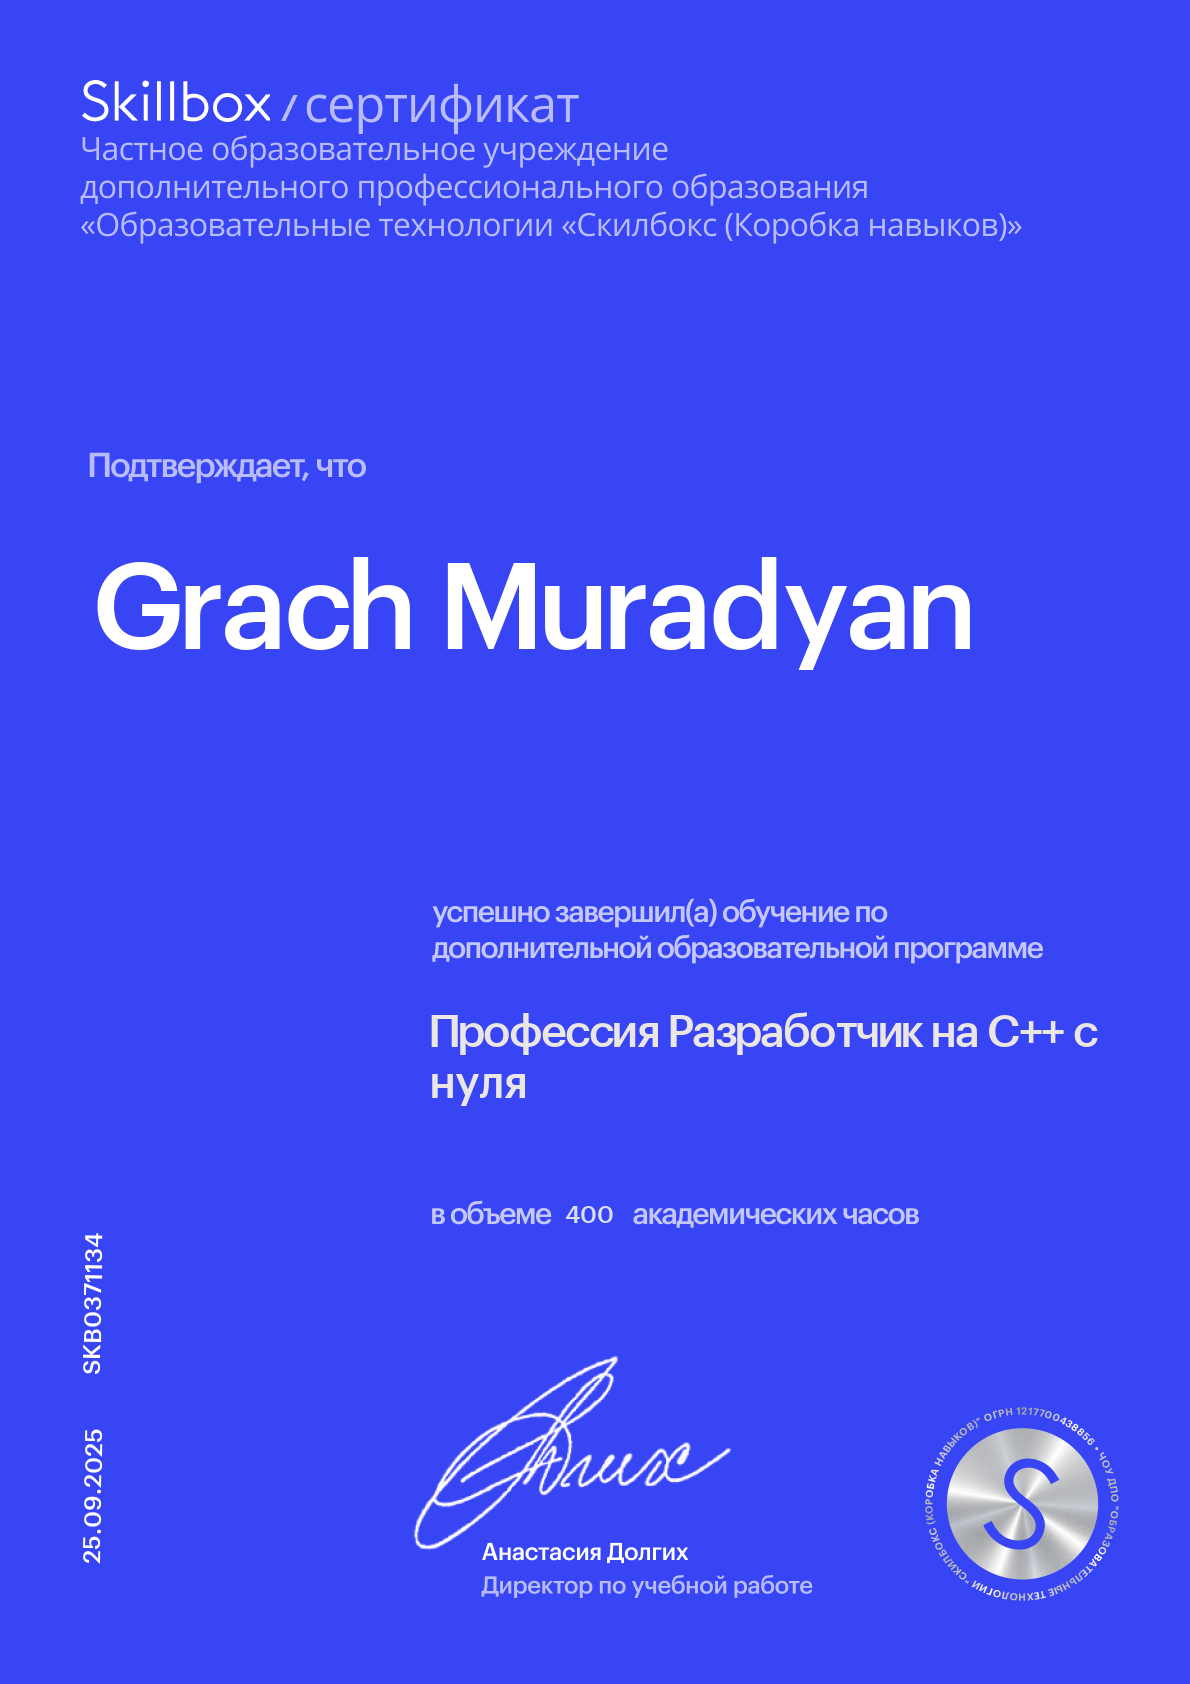 Skillbox / сертификат
Частное образовательное учреждение
дополнительного профессионального образования
«Образовательные технологии «Скилбокс (Коробка навыков)»
Подтверждает, что
Grach Muradyan
успешно завершил(а) обучение по
дополнительной образовательной программе
Профессия Разработчик на C++ с
нуля
в объеме 400 академических часов
SKB0371134
25.09.2025
Анастасия Долгих
Директор по учебной работе
ЧОУ ДПО "ОБРАЗОВАТЕЛЬНЫЕ ТЕХНОЛОГИИ "СКИЛБОКС (КОРОБКА НАВЫКОВ)" ОГРН 1217700438856 •
S